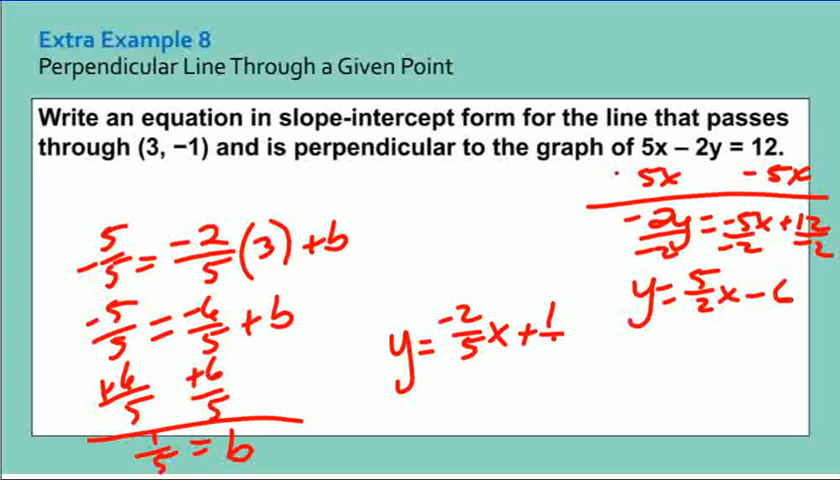 Extra Example 8
Perpendicular Line Through a Given Point
Write an equation in slope-intercept form for the line that passes
through (3, −1) and is perpendicular to the graph of 5x – 2y = 12.
- 5x   - 5x
-2y/-2 = -5x/-2 + 12/-2
y = 5/2 x - 6
-5/5 = -2/5 (3) + b
-5/5 = -6/5 + b
+6/5   +6/5
1/5 = b
y = -2/5 x + 1